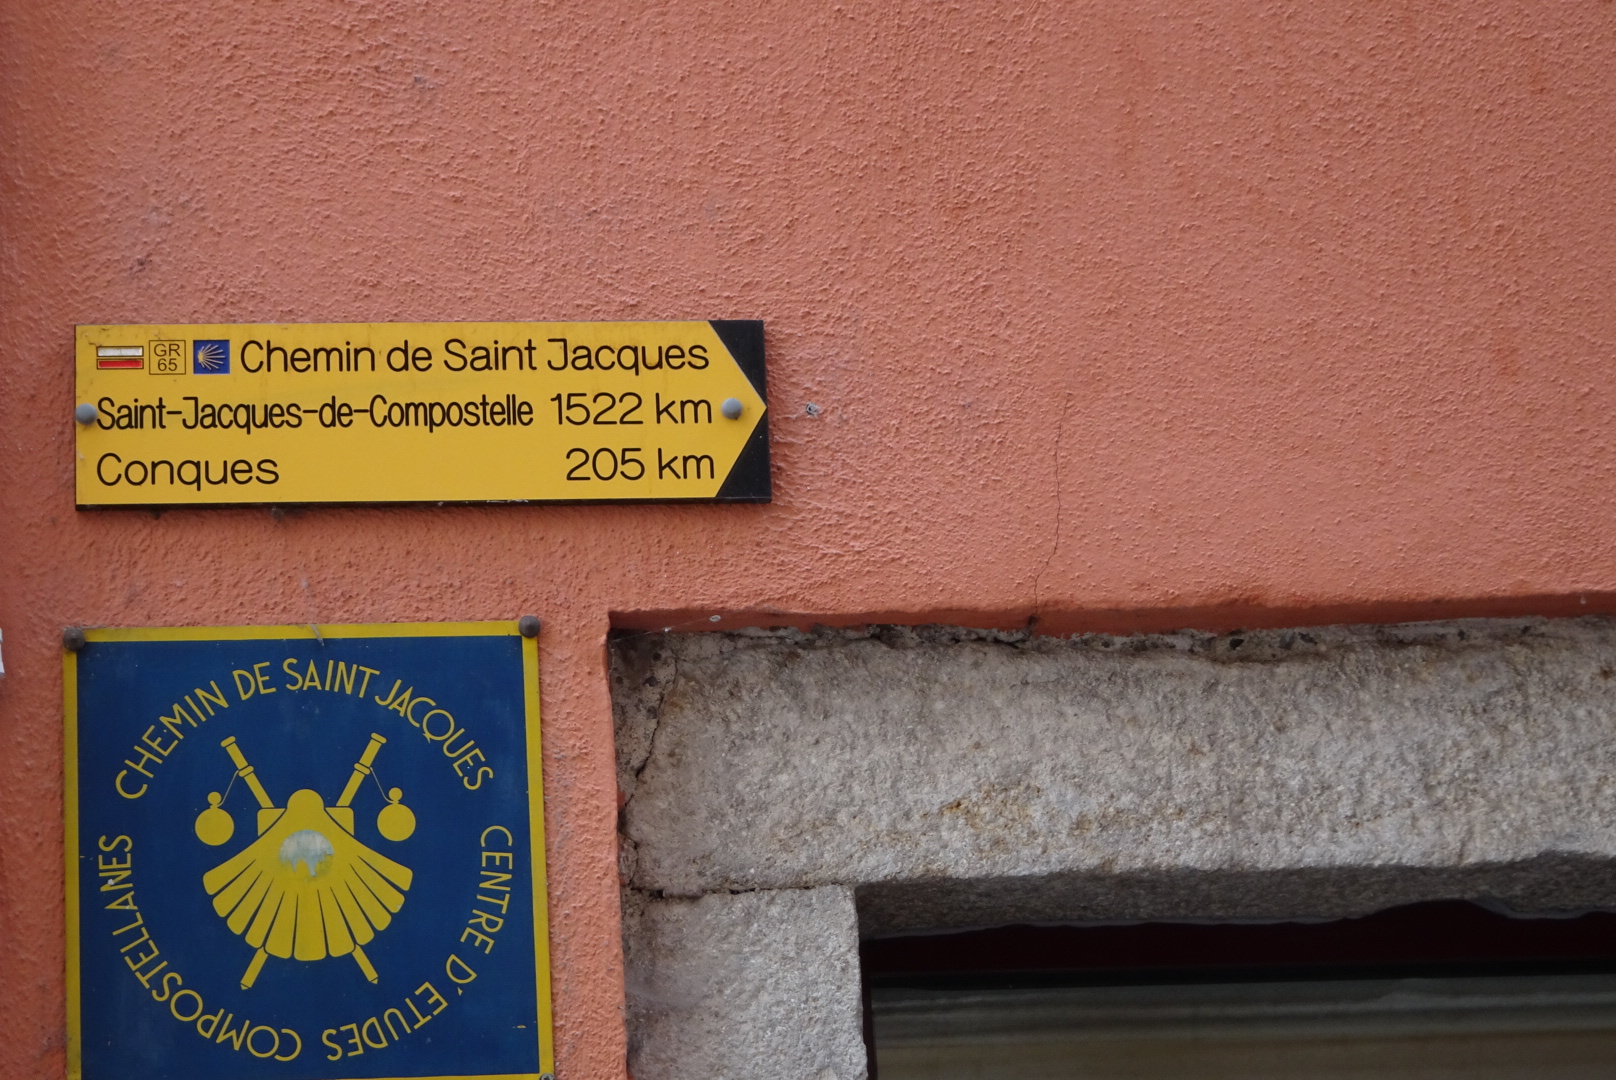 GR
65
Chemin de Saint Jacques
Saint-Jacques-de-Compostelle 1522 km
Conques 205 km
CHEMIN DE SAINT JACQUES
CENTRE D'ETUDES COMPOSTELLANES